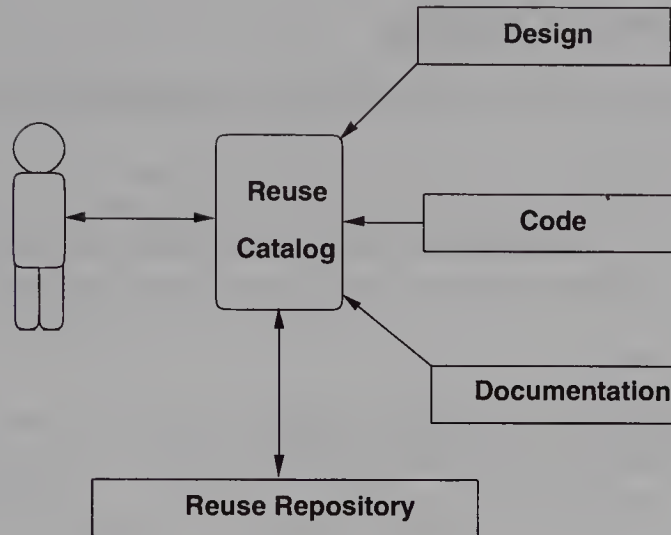 Design
Reuse
Catalog
Code
Documentation
Reuse Repository